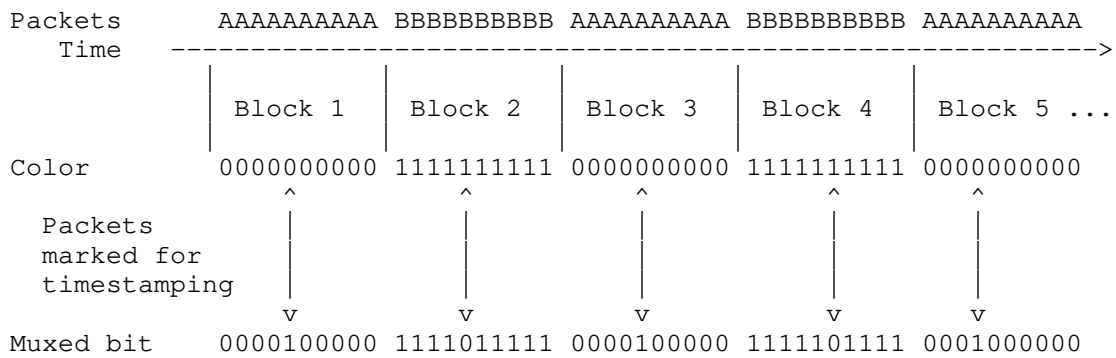 Packets AAAAAAAAAA BBBBBBBBBB AAAAAAAAAA BBBBBBBBBB AAAAAAAAAA
Time ---------------------------------------------------------->
| | | | |
| Block 1 | Block 2 | Block 3 | Block 4 | Block 5 ...
| | | | |
Color 0000000000 1111111111 0000000000 1111111111 0000000000
^ ^ ^ ^ ^
Packets | | | | |
marked for | | | | |
timestamping | | | | |
v v v v v
Muxed bit 0000100000 1111011111 0000100000 1111101111 0001000000